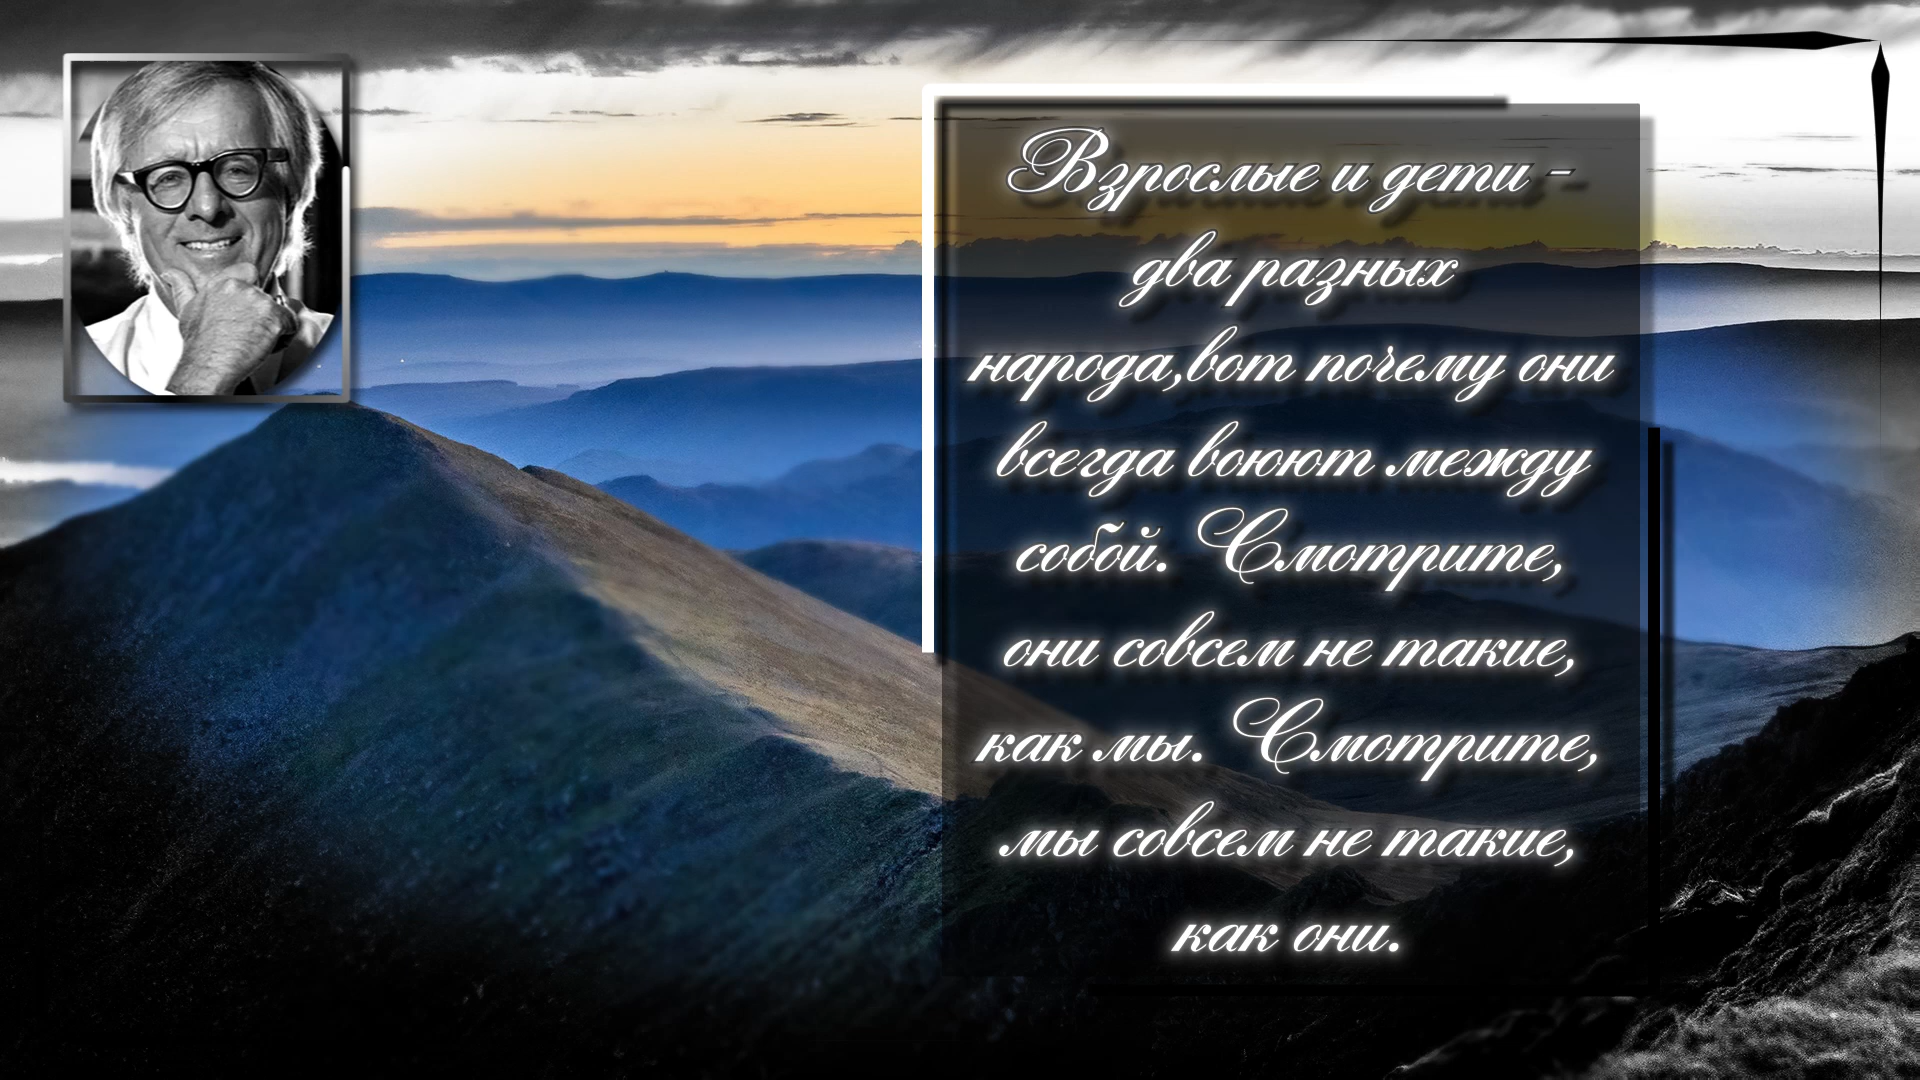 Взрослые и дети -
два разных
народа,вот почему они
всегда воюют между
собой. Смотрите,
они совсем не такие,
как мы. Смотрите,
мы совсем не такие,
как они.